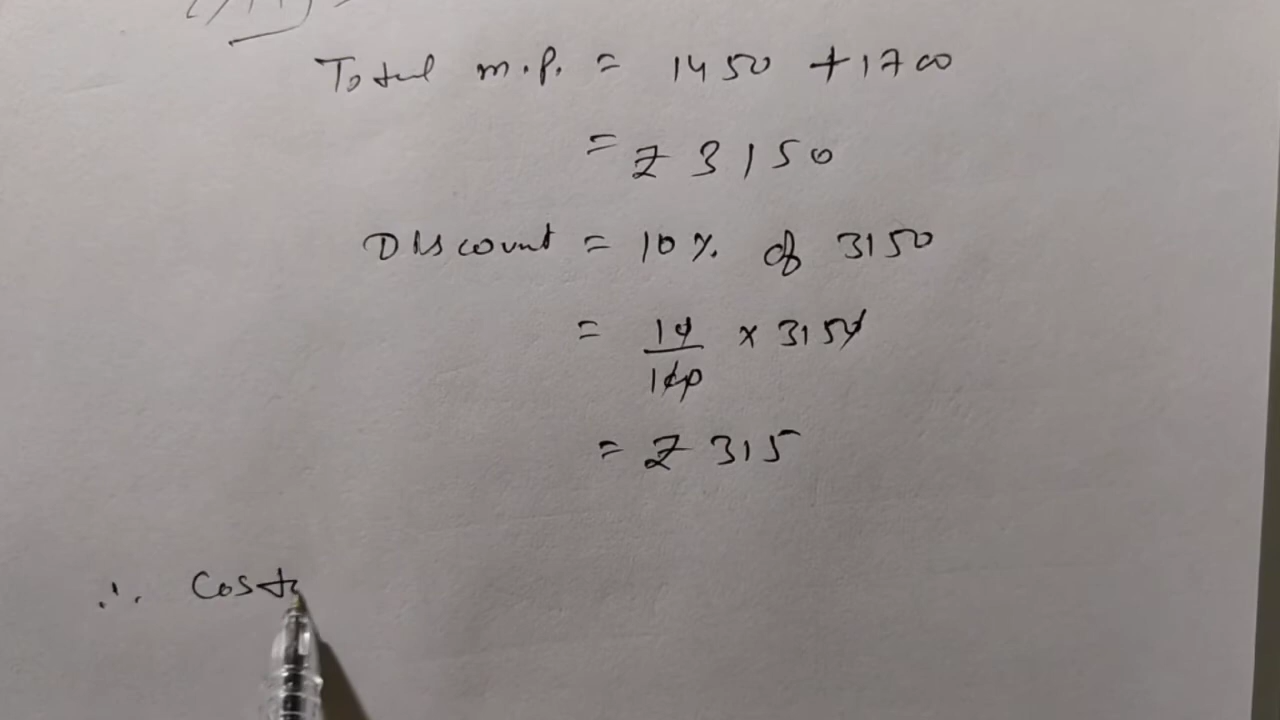 Total m.p. = 1450 + 1700
= ₹ 3150
Discount = 10% of 3150
= 10/100 × 3150
= ₹ 315
∴ Cost